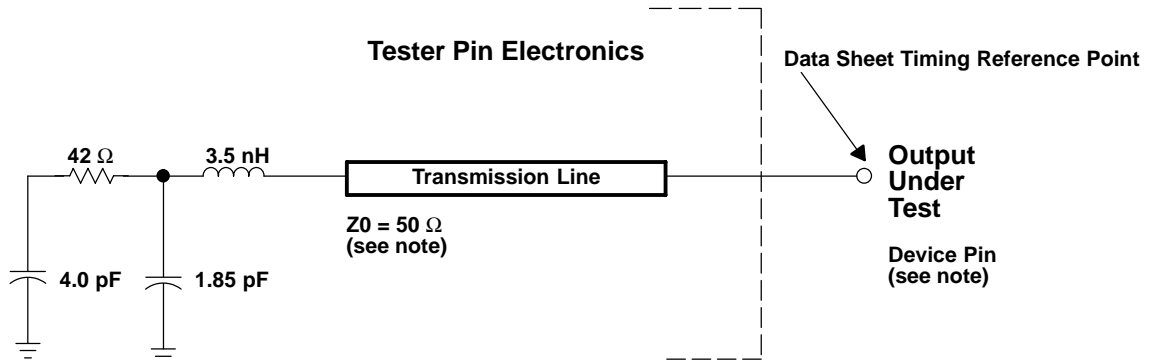 Tester Pin Electronics
Data Sheet Timing Reference Point
42 Ω
3.5 nH
Transmission Line
Output
Under
Test
Z0 = 50 Ω
(see note)
Device Pin
(see note)
4.0 pF
1.85 pF